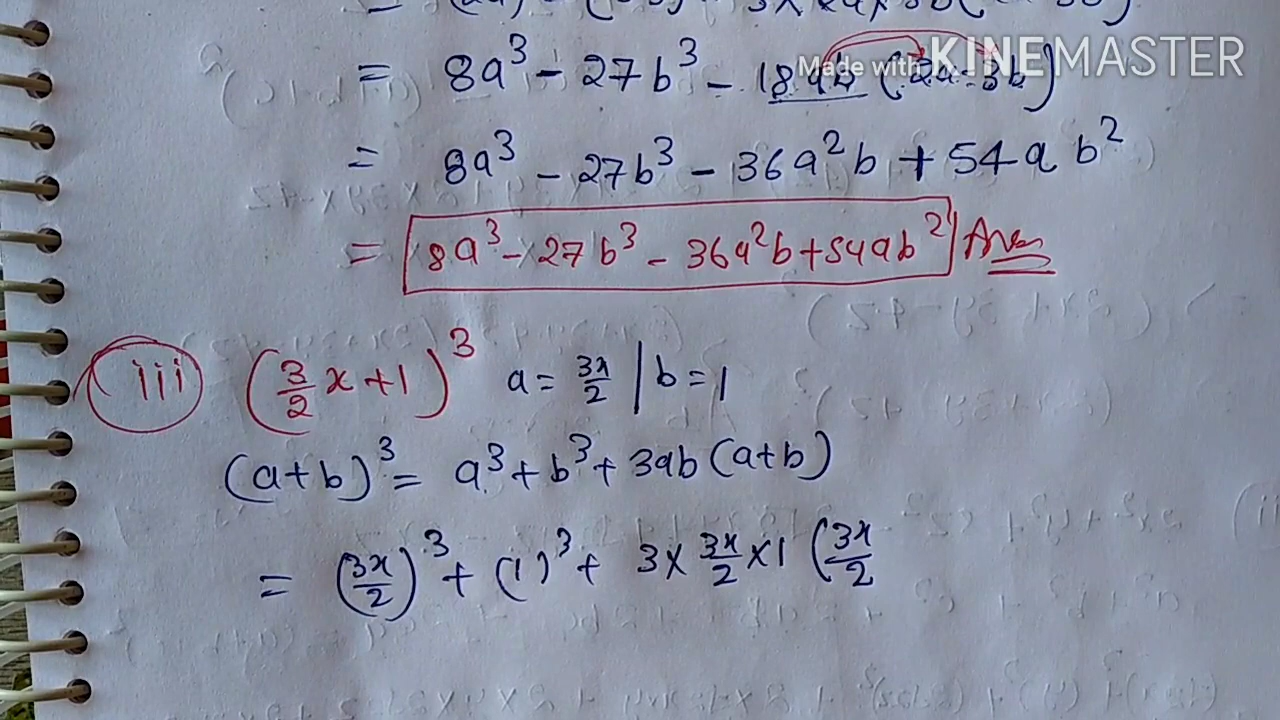 = 8a³ - 27b³ - 18ab (2a-3b)
Made with KINEMASTER
= 8a³ - 27b³ - 36a²b + 54ab²
= 8a³ - 27b³ - 36a²b + 54ab² Ans
iii (3/2 x + 1)³ a = 3x/2 | b = 1
(a+b)³ = a³ + b³ + 3ab (a+b)
= (3x/2)³ + (1)³ + 3 × 3x/2 × 1 (3x/2